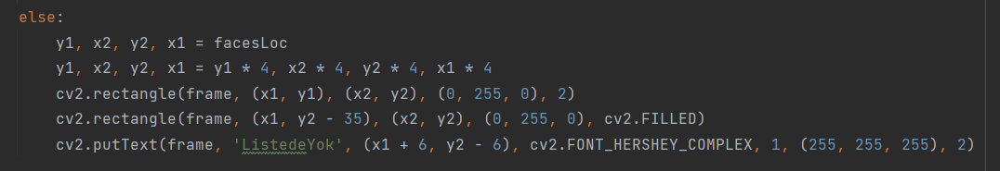 else:
    y1, x2, y2, x1 = facesLoc
    y1, x2, y2, x1 = y1 * 4, x2 * 4, y2 * 4, x1 * 4
    cv2.rectangle(frame, (x1, y1), (x2, y2), (0, 255, 0), 2)
    cv2.rectangle(frame, (x1, y2 - 35), (x2, y2), (0, 255, 0), cv2.FILLED)
    cv2.putText(frame, 'ListedeYok', (x1 + 6, y2 - 6), cv2.FONT_HERSHEY_COMPLEX, 1, (255, 255, 255), 2)